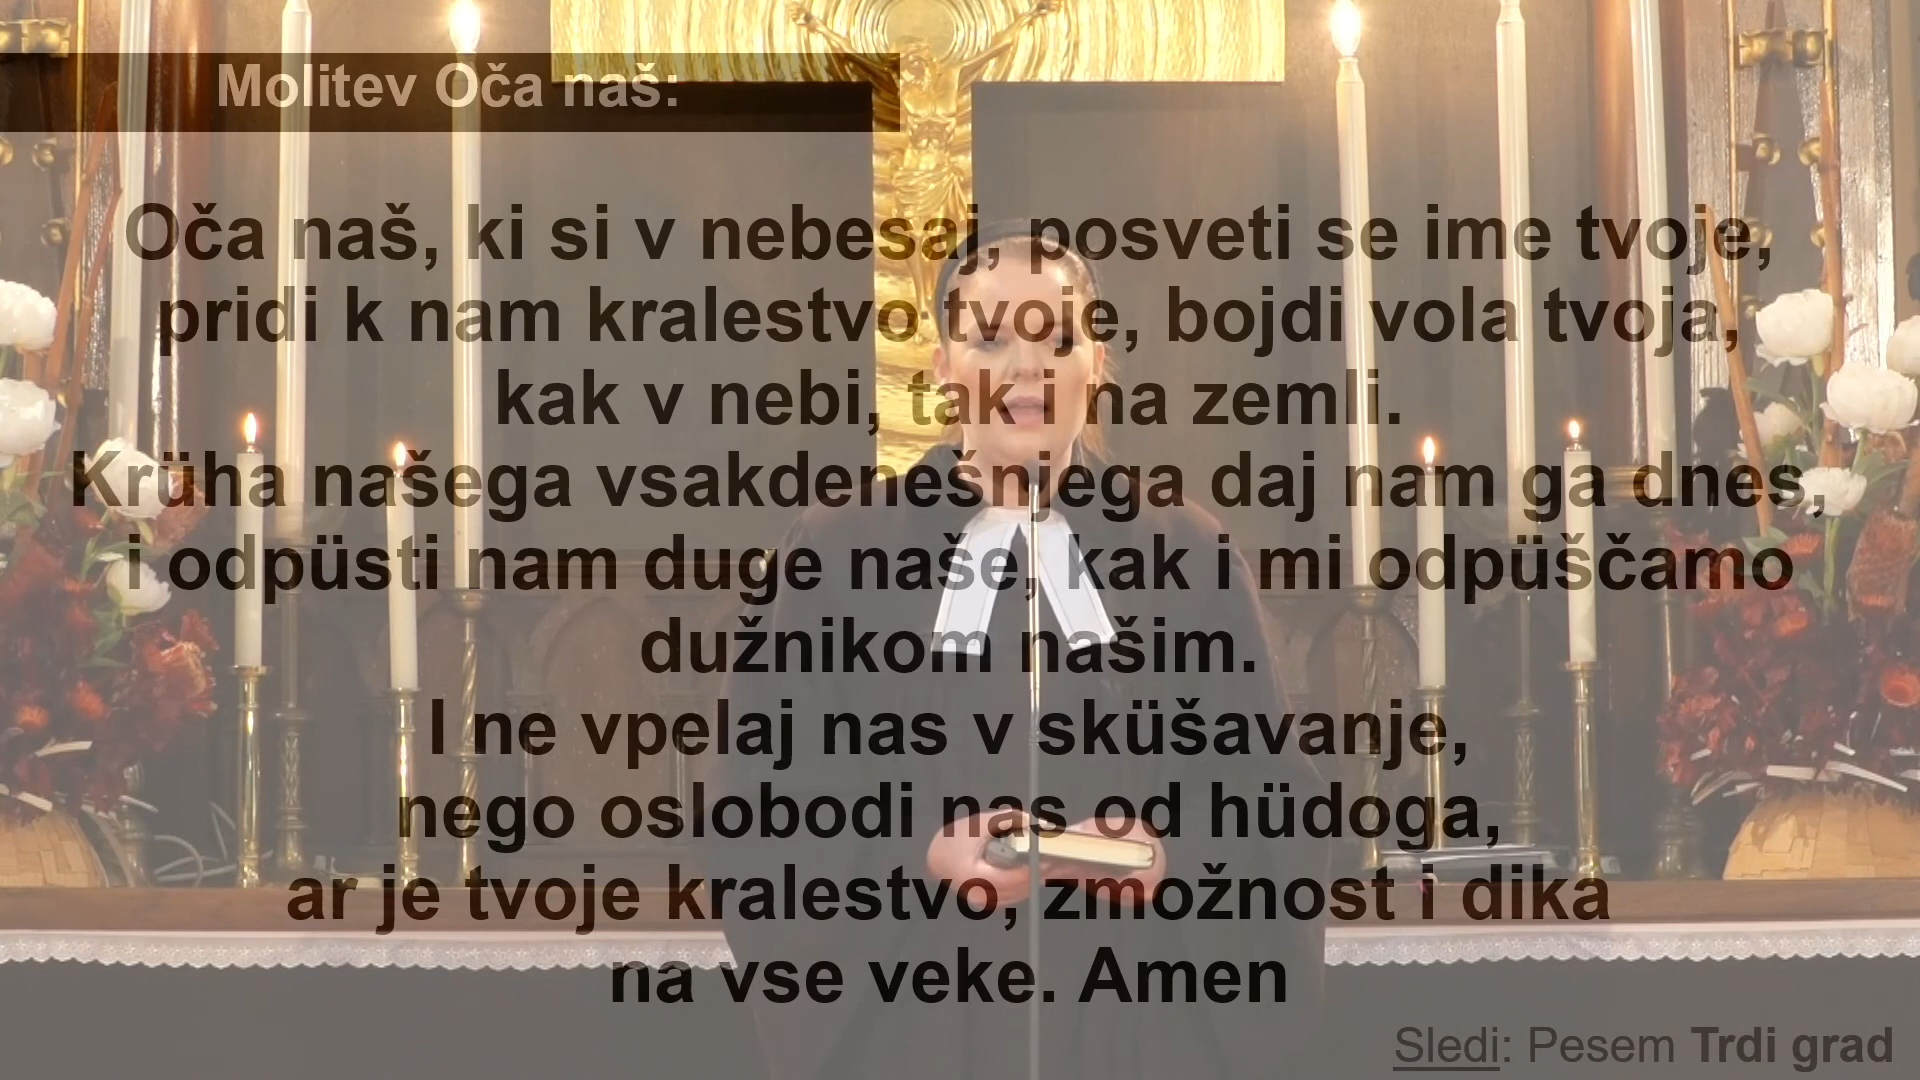 Molitev Oča naš:
Oča naš, ki si v nebesaj, posveti se ime tvoje,
pridi k nam kralestvo tvoje, bojdi vola tvoja,
kak v nebi, tak i na zemli.
Krüha našega vsakdenešnjega daj nam ga dnes,
i odpüsti nam duge naše, kak i mi odpüščamo
dužnikom našim.
I ne vpelaj nas v sküšavanje,
nego oslobodi nas od hüdoga,
ar je tvoje kralestvo, zmožnost i dika
na vse veke. Amen
Sledi: Pesem Trdi grad